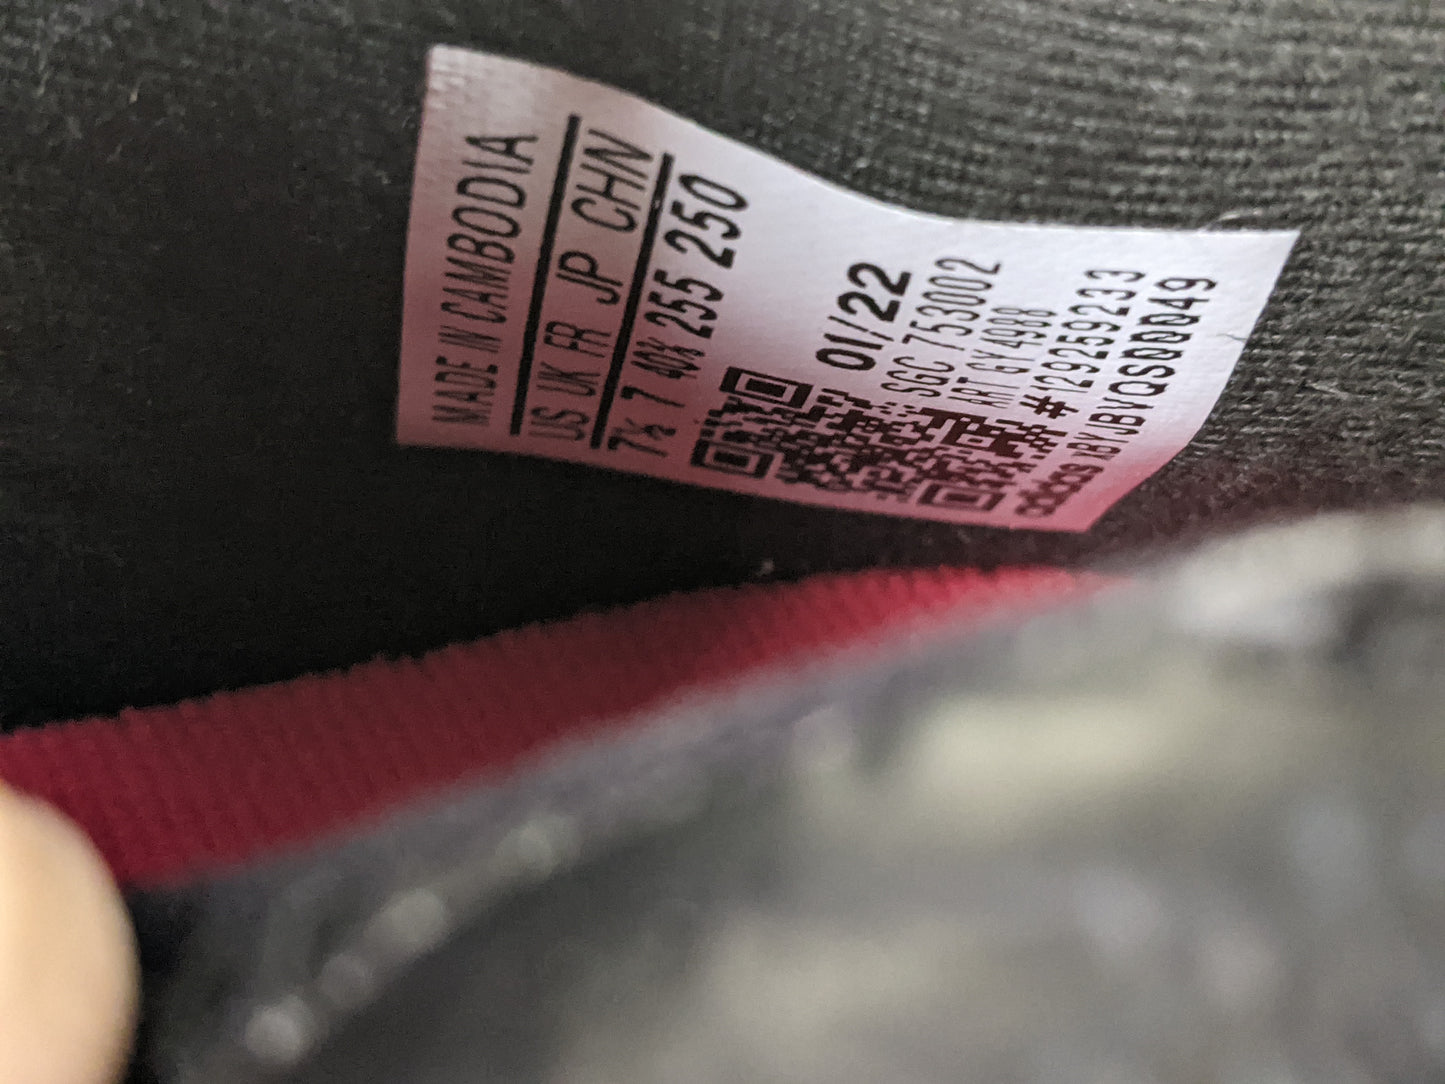 MADE IN CAMBODIA
US UK FR JP CHN
7½ 7 40⅔ 255 250
01/22
SGC 753002
ART GY4988
#129259233
adidas